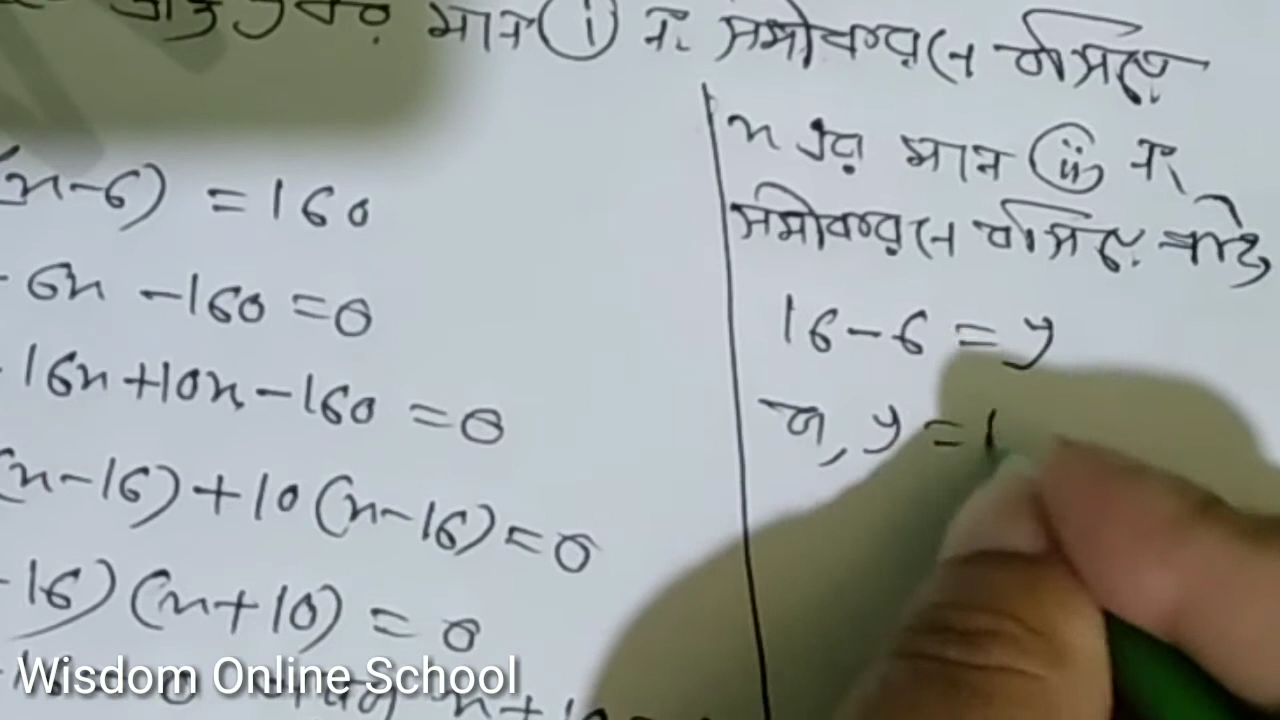 এর মান (i) নং সমীকরণে বসিয়ে
(x-6) = 160
6x - 160 = 0
16x + 10x - 160 = 0
(x-16) + 10(x-16) = 0
16) (x+10) = 0
x এর মান (ii) নং
সমীকরণে বসিয়ে পাই,
16 - 6 = y
বা, y = 1
Wisdom Online School